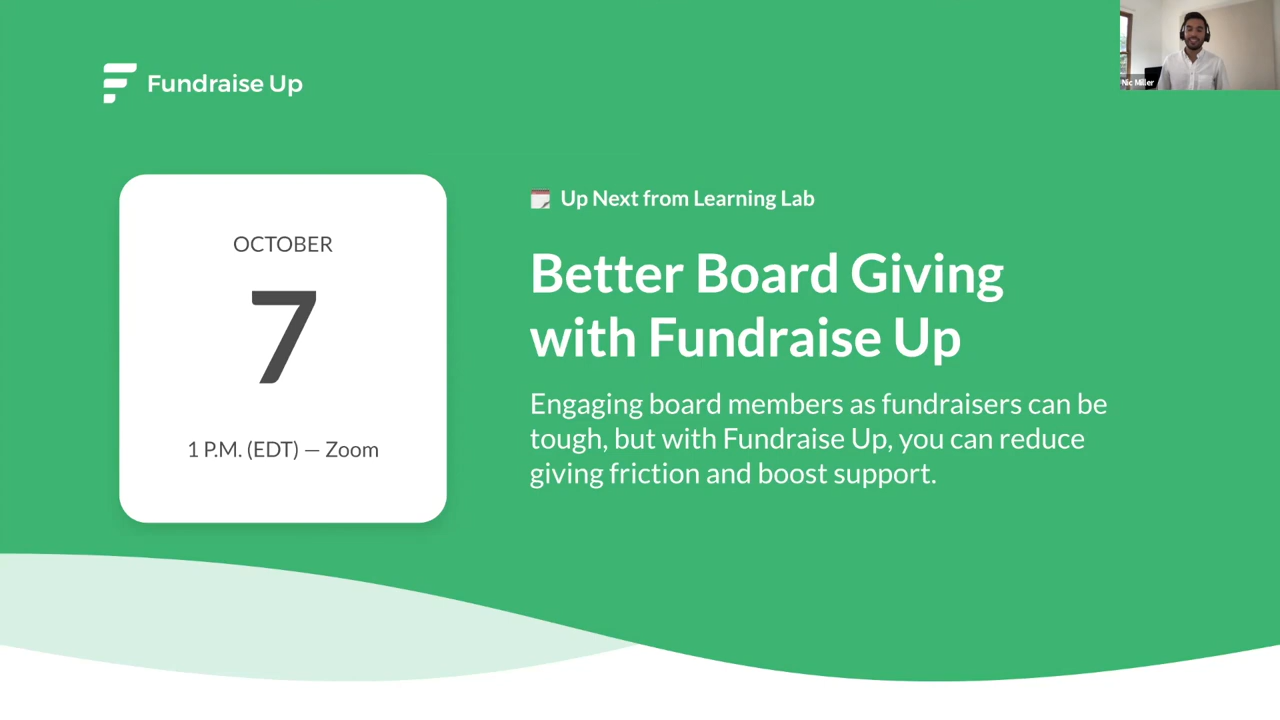 Fundraise Up
Nic Miller
OCTOBER
7
1 P.M. (EDT) — Zoom
Up Next from Learning Lab
Better Board Giving
with Fundraise Up
Engaging board members as fundraisers can be
tough, but with Fundraise Up, you can reduce
giving friction and boost support.